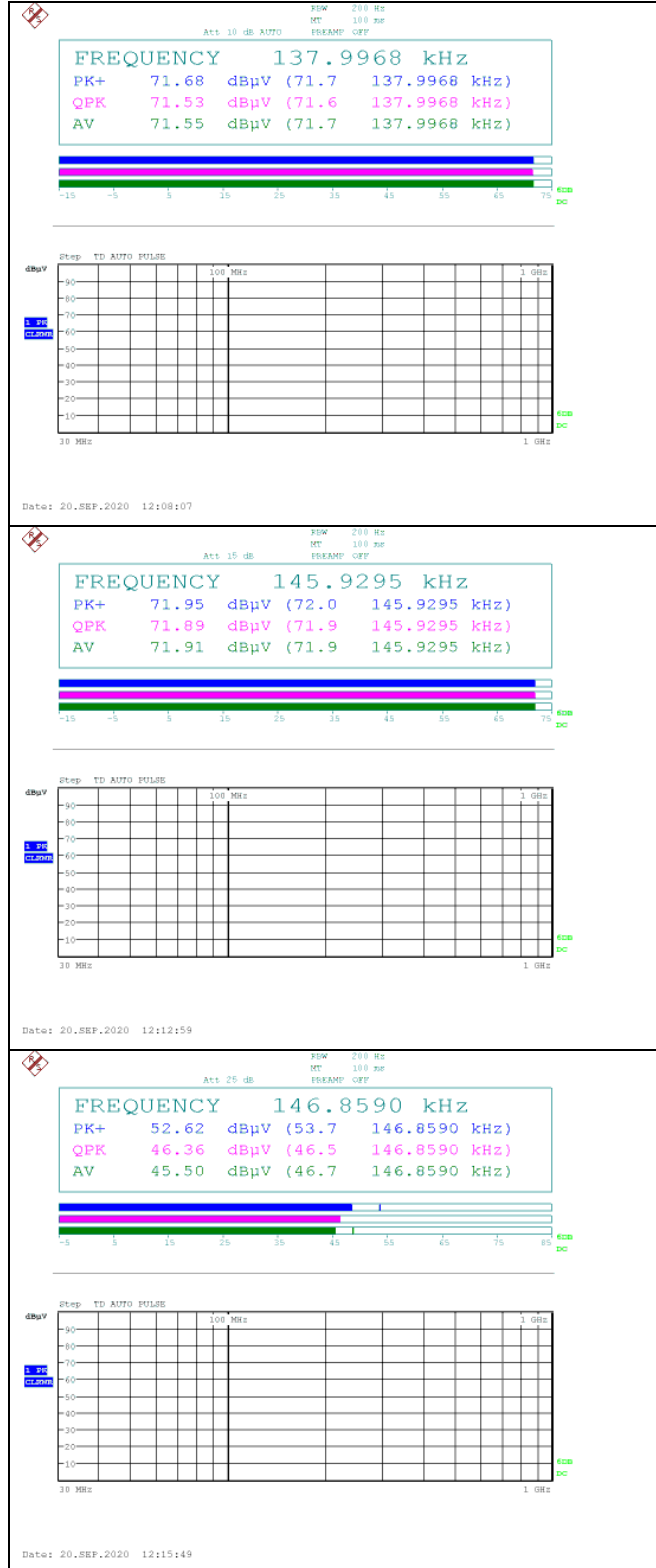 RBW 200 Hz
MT 100 ms
Att 10 dB AUTO PREAMP OFF
FREQUENCY 137.9968 kHz
PK+ 71.68 dBµV (71.7 137.9968 kHz)
QPK 71.53 dBµV (71.6 137.9968 kHz)
AV 71.55 dBµV (71.7 137.9968 kHz)
-15 -5 5 15 25 35 45 55 65 75
6DB
DC
Step TD AUTO PULSE
dBµV
100 MHz 1 GHz
90
80
70
1 PK
CLRWR
60
50
40
30
20
10
6DB
DC
30 MHz 1 GHz
Date: 20.SEP.2020 12:08:07
RBW 200 Hz
MT 100 ms
Att 15 dB PREAMP OFF
FREQUENCY 145.9295 kHz
PK+ 71.95 dBµV (72.0 145.9295 kHz)
QPK 71.89 dBµV (71.9 145.9295 kHz)
AV 71.91 dBµV (71.9 145.9295 kHz)
-15 -5 5 15 25 35 45 55 65 75
6DB
DC
Step TD AUTO PULSE
dBµV
100 MHz 1 GHz
90
80
70
1 PK
CLRWR
60
50
40
30
20
10
6DB
DC
30 MHz 1 GHz
Date: 20.SEP.2020 12:12:59
RBW 200 Hz
MT 100 ms
Att 25 dB PREAMP OFF
FREQUENCY 146.8590 kHz
PK+ 52.62 dBµV (53.7 146.8590 kHz)
QPK 46.36 dBµV (46.5 146.8590 kHz)
AV 45.50 dBµV (46.7 146.8590 kHz)
-5 5 15 25 35 45 55 65 75 85
6DB
DC
Step TD AUTO PULSE
dBµV
100 MHz 1 GHz
90
80
70
1 PK
CLRWR
60
50
40
30
20
10
6DB
DC
30 MHz 1 GHz
Date: 20.SEP.2020 12:15:49